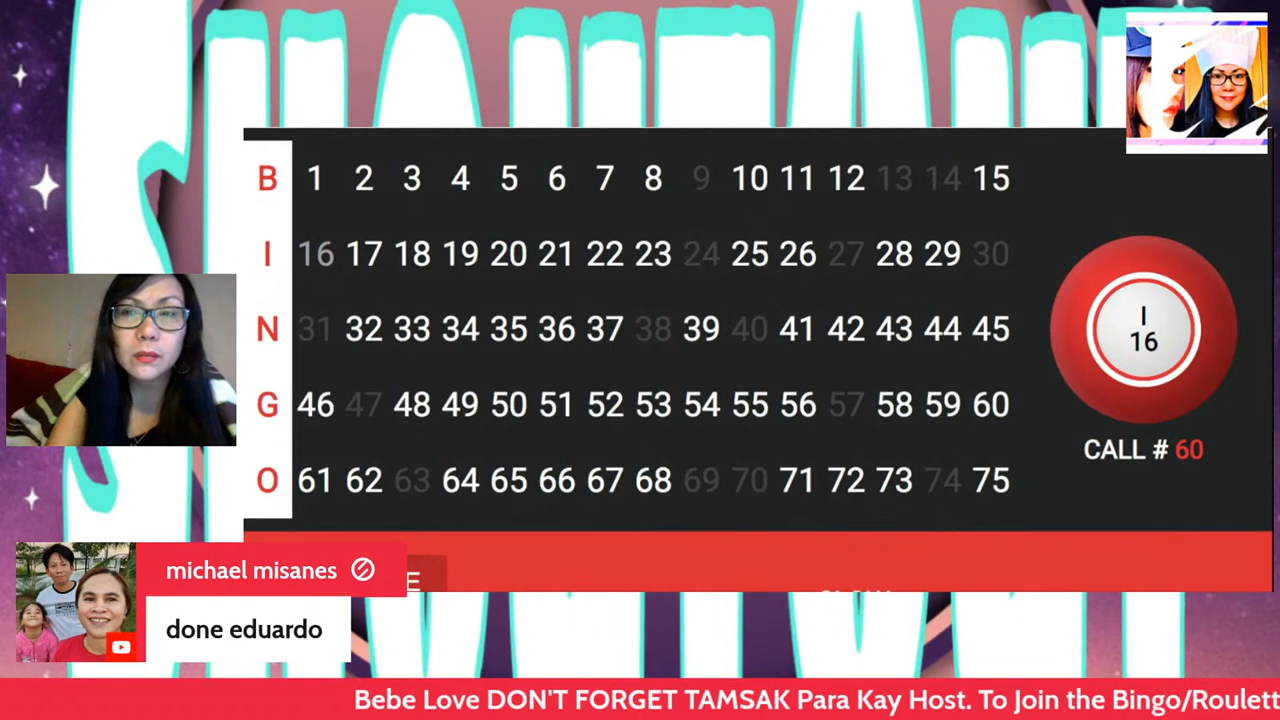 B 1 2 3 4 5 6 7 8 9 10 11 12 13 14 15
I 16 17 18 19 20 21 22 23 24 25 26 27 28 29 30
N 31 32 33 34 35 36 37 38 39 40 41 42 43 44 45
G 46 47 48 49 50 51 52 53 54 55 56 57 58 59 60
O 61 62 63 64 65 66 67 68 69 70 71 72 73 74 75
I
16
CALL # 60
michael misanes
done eduardo
Bebe Love DON'T FORGET TAMSAK Para Kay Host. To Join the Bingo/Roulett